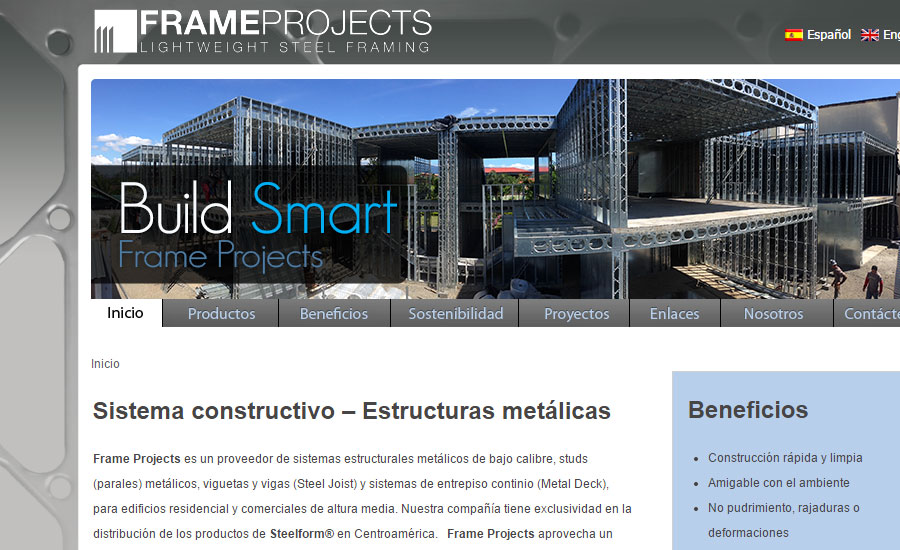 FRAMEPROJECTS
LIGHTWEIGHT STEEL FRAMING
Español
Build Smart
Frame Projects
Inicio
Productos
Beneficios
Sostenibilidad
Proyectos
Enlaces
Nosotros
Inicio
Sistema constructivo – Estructuras metálicas
Frame Projects es un proveedor de sistemas estructurales metálicos de bajo calibre, studs
(parales) metálicos, viguetas y vigas (Steel Joist) y sistemas de entrepiso continio (Metal Deck),
para edificios residencial y comerciales de altura media. Nuestra compañía tiene exclusividad en la
distribución de los productos de Steelform® en Centroamérica. Frame Projects aprovecha un
Beneficios
• Construcción rápida y limpia
• Amigable con el ambiente
• No pudrimiento, rajaduras o
deformaciones